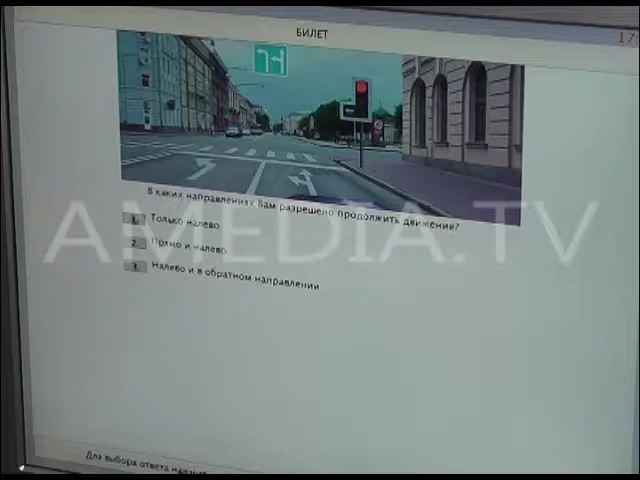 БИЛЕТ
17
В каких направлениях Вам разрешено продолжить движение?
1. Только налево
2. Прямо и налево
3. Налево и в обратном направлении
AMEDIA.TV
Для выбора ответа нажми